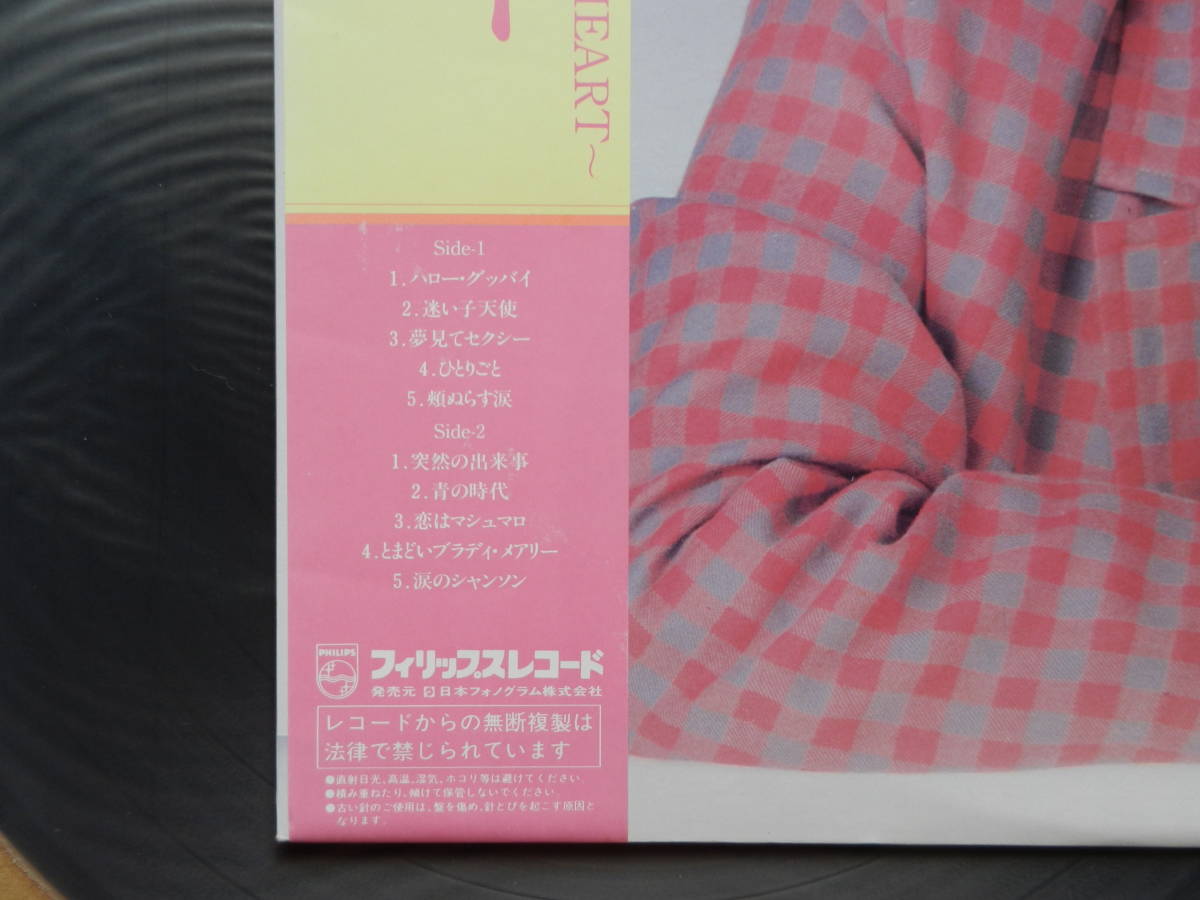 HEART～
Side-1
1.ハロー・グッバイ
2.迷い子天使
3.夢見てセクシー
4.ひとりごと
5.頬ぬらす涙
Side-2
1.突然の出来事
2.青の時代
3.恋はマシュマロ
4.とまどいブラディ・メアリー
5.涙のシャンソン
PHILIPS
フィリップスレコード
発売元 日本フォノグラム株式会社
レコードからの無断複製は
法律で禁じられています
●直射日光、高温、湿気、ホコリ等は避けてください。
●積み重ねたり、傾けて保管しないでください。
●古い針のご使用は、盤を傷め、針とびを起こす原因と
なります。